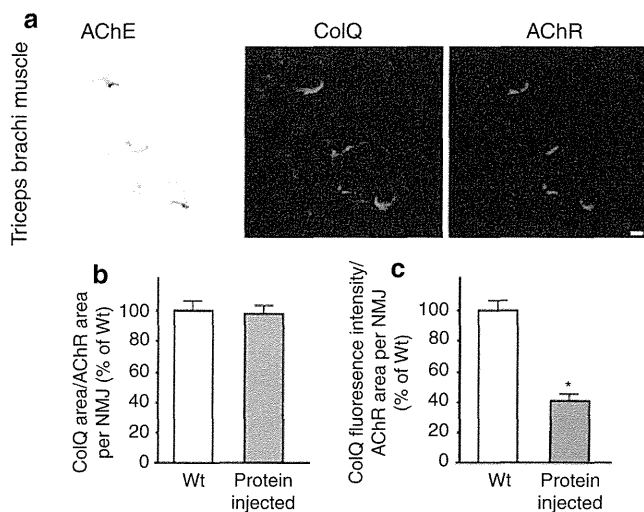 a
AChE ColQ AChR
Triceps brachi muscle
b
ColQ area/AChR area
per NMJ (% of Wt)
100
80
60
40
20
0
Wt
Protein
injected
c
ColQ fluoresence intensity/
AChR area per NMJ
(% of Wt)
100
80
60
40
20
0
*
Wt
Protein
injected